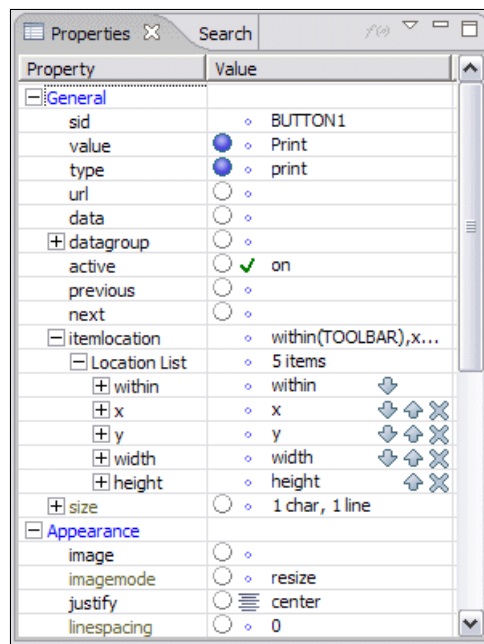 Properties Search f(x)
Property Value
General
sid BUTTON1
value Print
type print
url
data
datagroup
active on
previous
next
itemlocation within(TOOLBAR),x...
Location List 5 items
within within
x x
y y
width width
height height
size 1 char, 1 line
Appearance
image
imagemode resize
justify center
linespacing 0